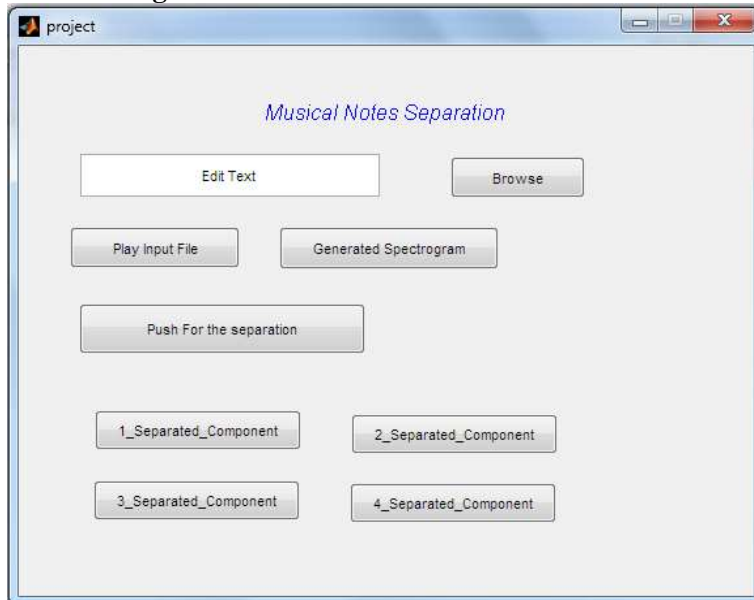 project
Musical Notes Separation
Edit Text Browse
Play Input File Generated Spectrogram
Push For the separation
1_Separated_Component 2_Separated_Component
3_Separated_Component 4_Separated_Component